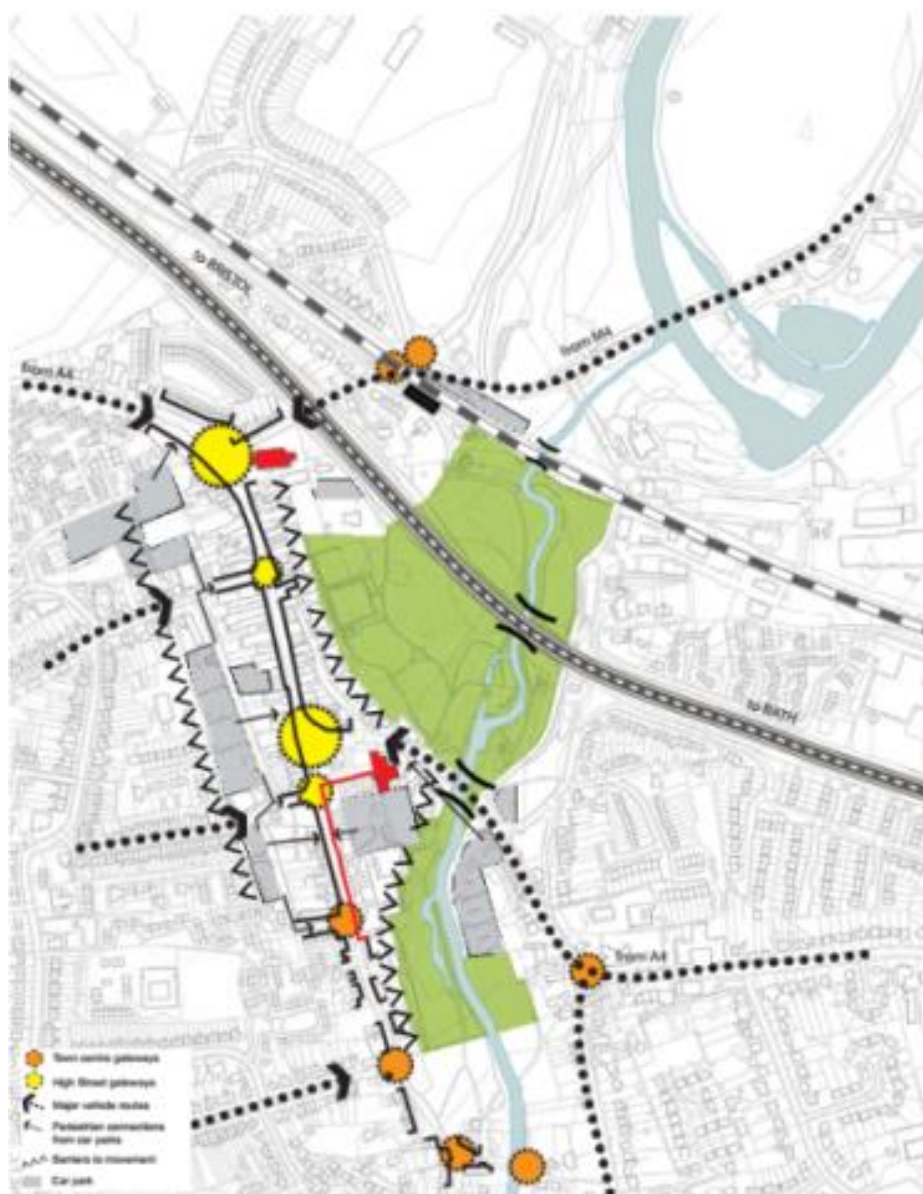 to BRISTOL
from M4
from A4
to BATH
from A4
Town centre gateways
High Street gateways
Major vehicle routes
Pedestrian connections
from car parks
Barriers to movement
Car park